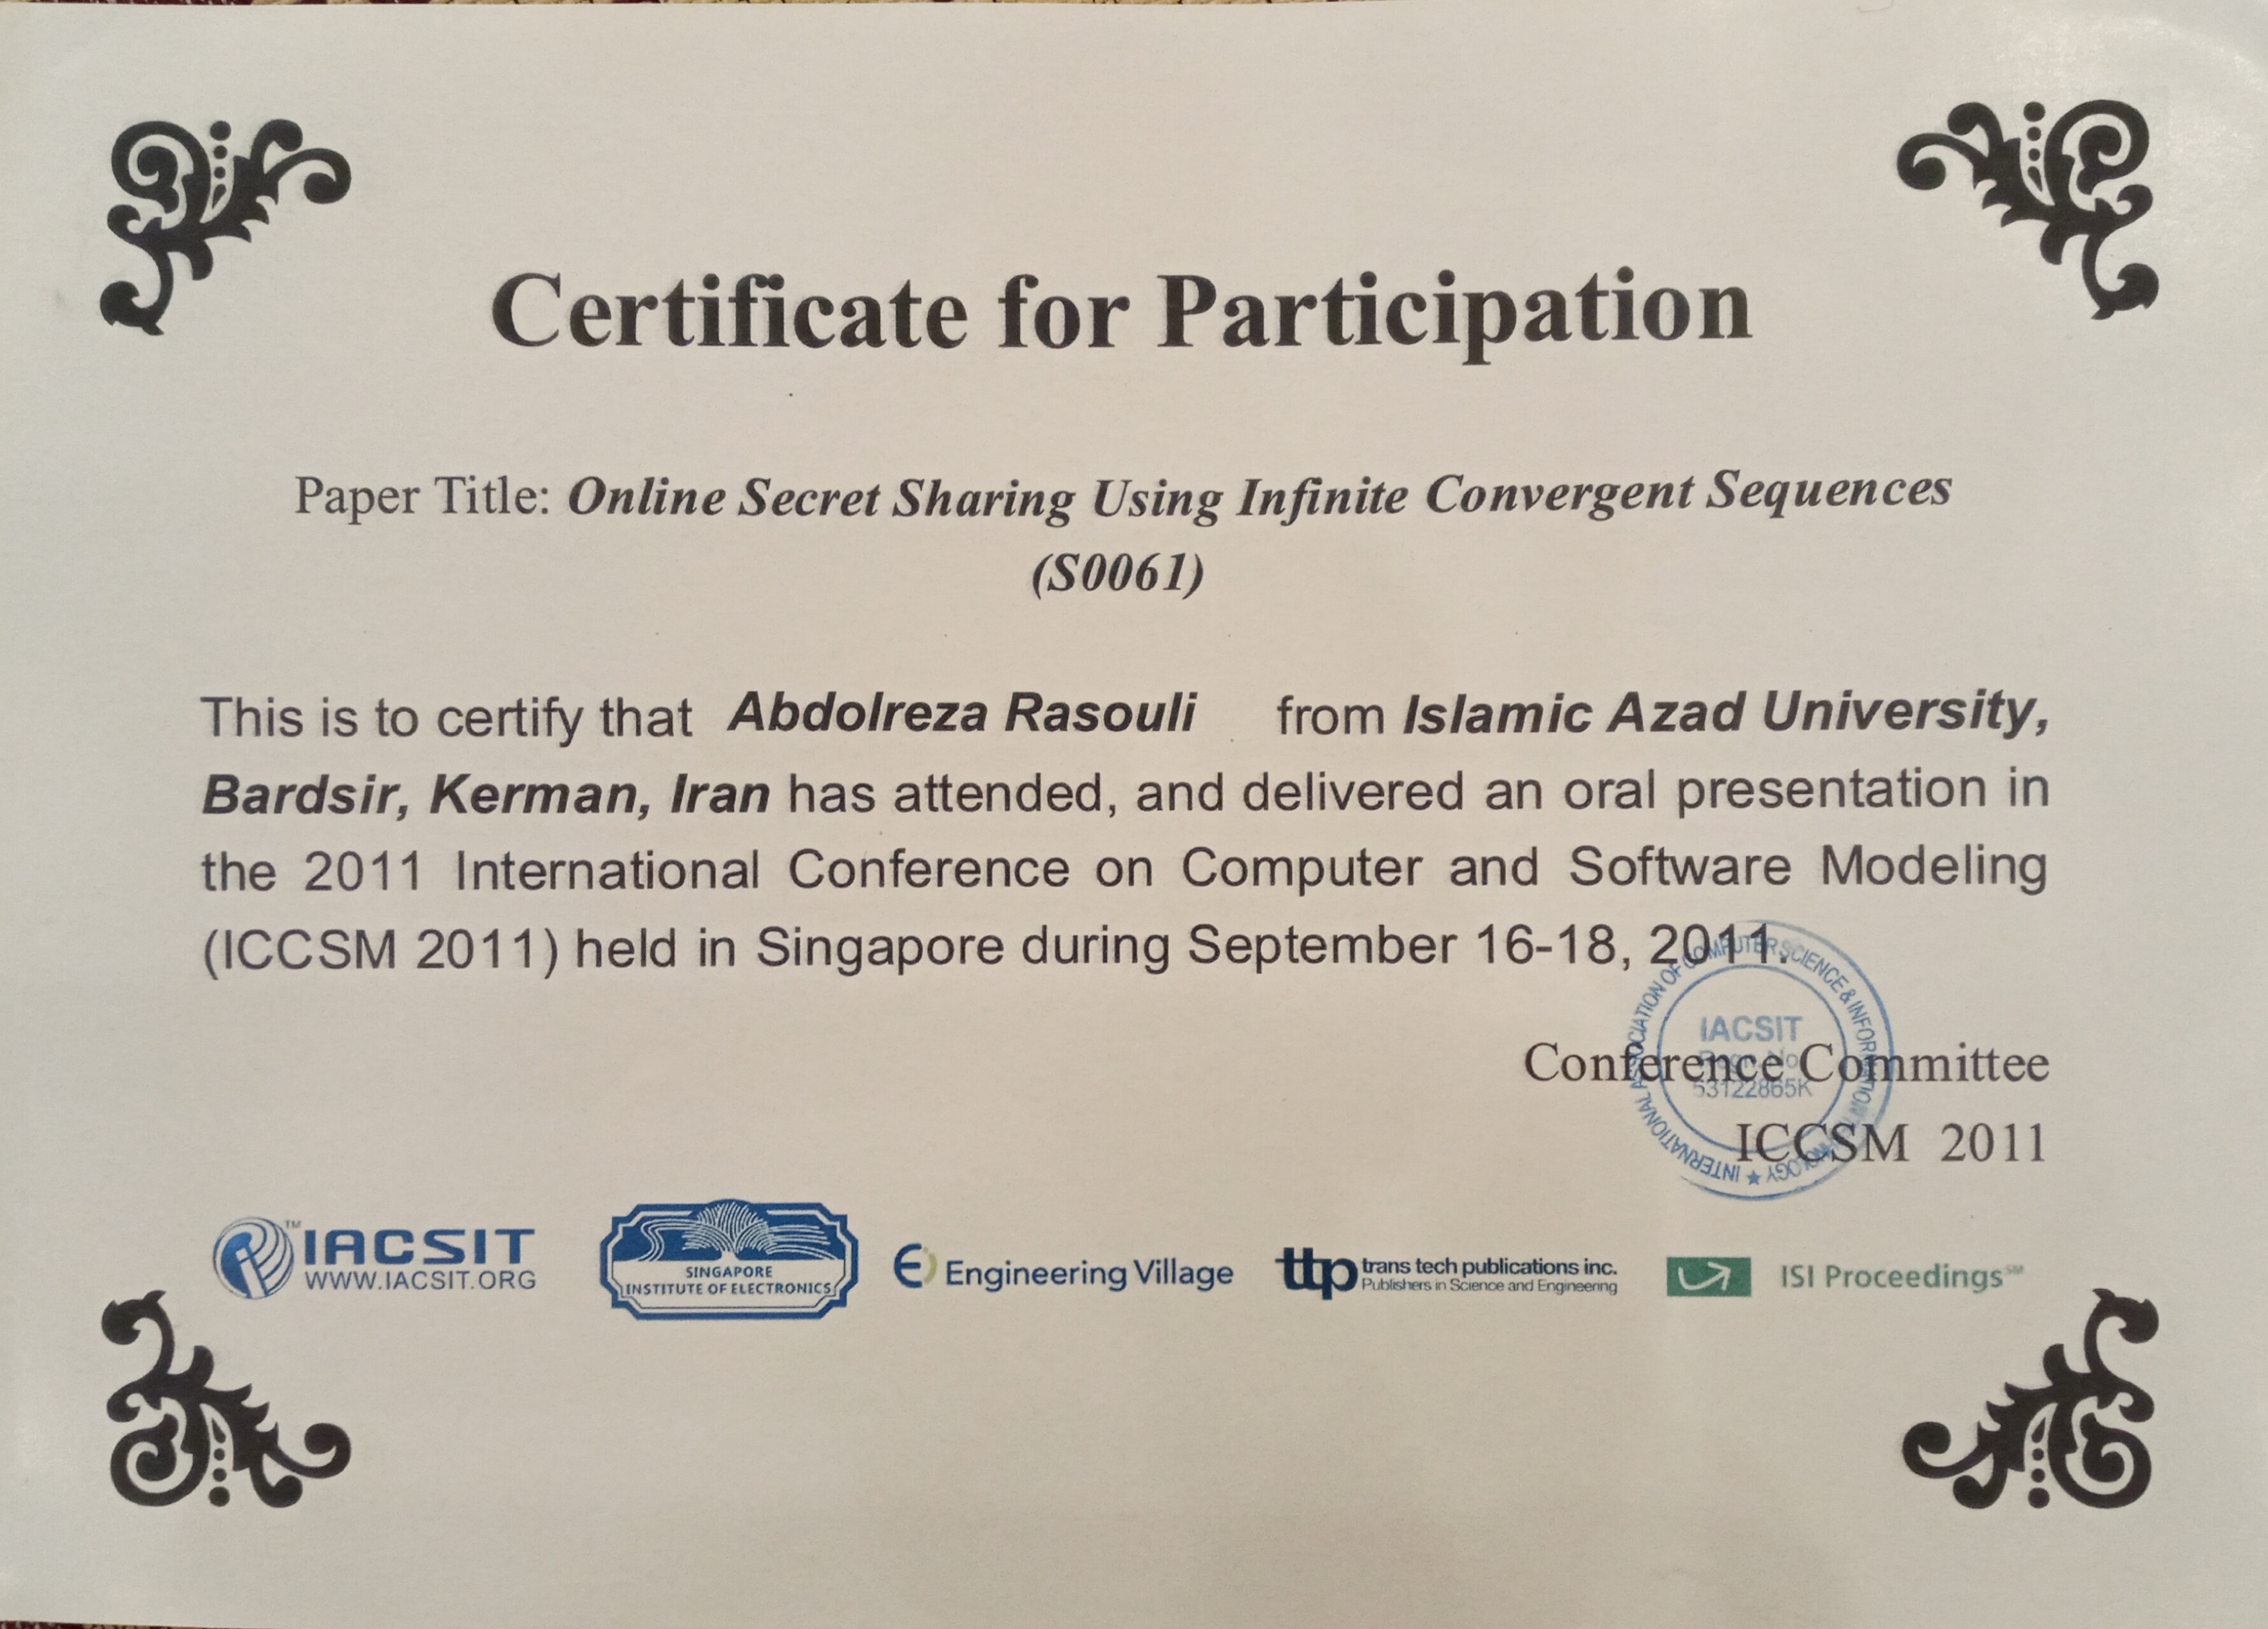 Certificate for Participation
Paper Title: Online Secret Sharing Using Infinite Convergent Sequences
(S0061)
This is to certify that Abdolreza Rasouli from Islamic Azad University,
Bardsir, Kerman, Iran has attended, and delivered an oral presentation in
the 2011 International Conference on Computer and Software Modeling
(ICCSM 2011) held in Singapore during September 16-18, 2011.
INTERNATIONAL ASSOCIATION OF COMPUTER SCIENCE & INFORMATION TECHNOLOGY ★
IACSIT
Regn. No
53122865K
Conference Committee
ICCSM 2011
IACSIT™
WWW.IACSIT.ORG
SINGAPORE
INSTITUTE OF ELECTRONICS
Engineering Village
ttp trans tech publications inc.
Publishers in Science and Engineering
ISI Proceedings℠